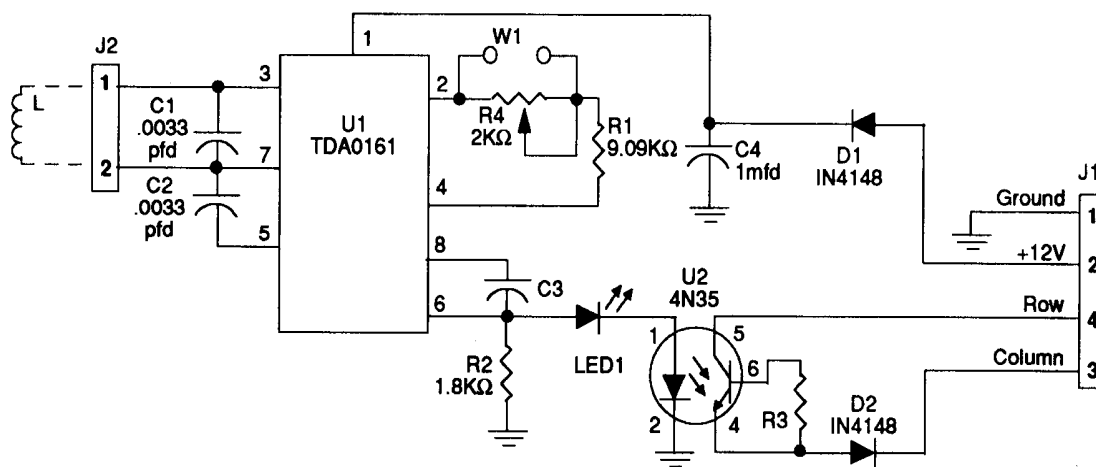 J2
1
2
L
C1
.0033
pfd
C2
.0033
pfd
3
7
5
U1
TDA0161
1
2
4
8
6
W1
R4
2KΩ
R1
9.09KΩ
C4
1mfd
D1
IN4148
J1
Ground
1
+12V
2
Row
4
Column
3
C3
R2
1.8KΩ
LED1
U2
4N35
1
5
6
2
4
R3
D2
IN4148